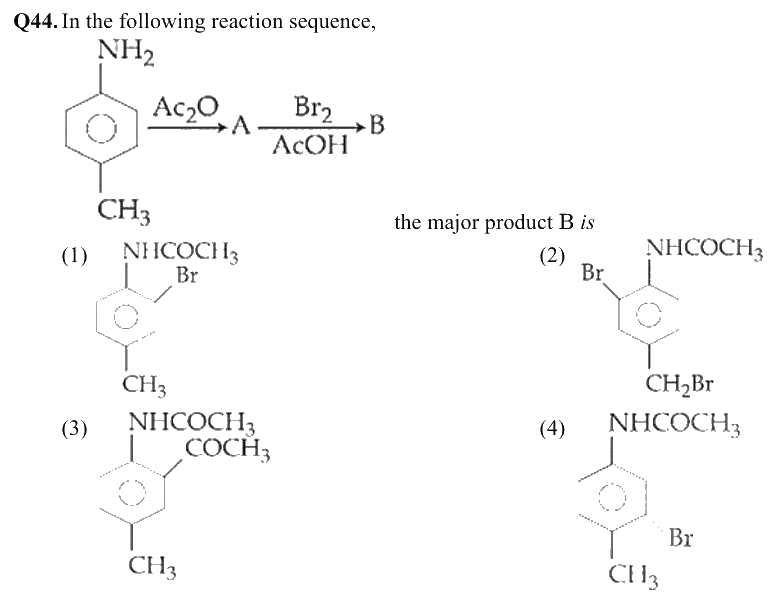 Q44. In the following reaction sequence,
NH2
Ac2O
A
Br2
AcOH
B
CH3
the major product B is
(1)
NHCOCH3
Br
CH3
(2)
NHCOCH3
Br
CH2Br
(3)
NHCOCH3
COCH3
CH3
(4)
NHCOCH3
Br
CH3